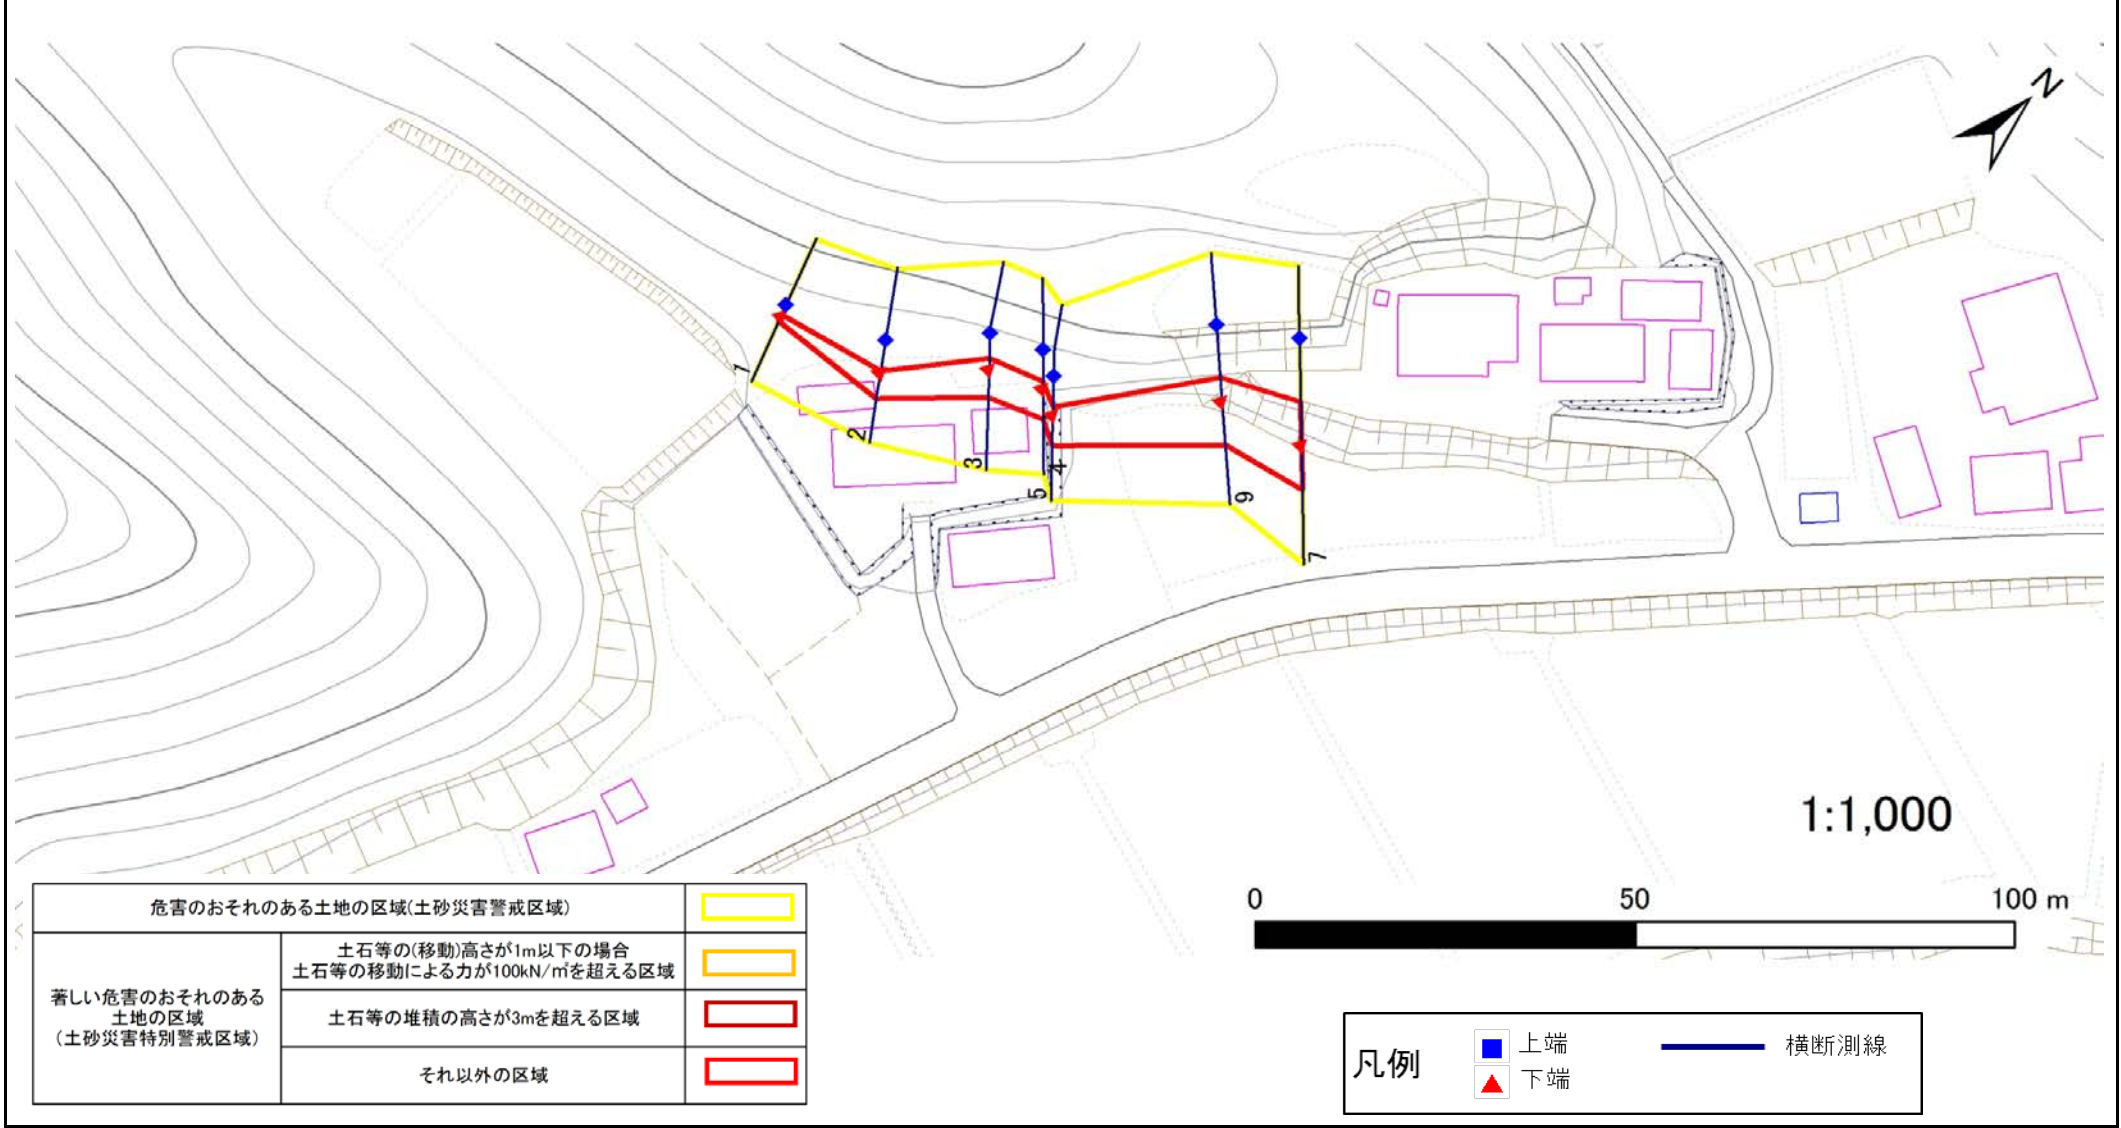 N
1
2
3
4
5
6
7
1:1,000
0 50 100 m
危害のおそれのある土地の区域(土砂災害警戒区域)
著しい危害のおそれのある
土地の区域
(土砂災害特別警戒区域)
土石等の(移動)高さが1m以下の場合
土石等の移動による力が100kN/㎡を超える区域
土石等の堆積の高さが3mを超える区域
それ以外の区域
凡例
上端
下端
横断測線